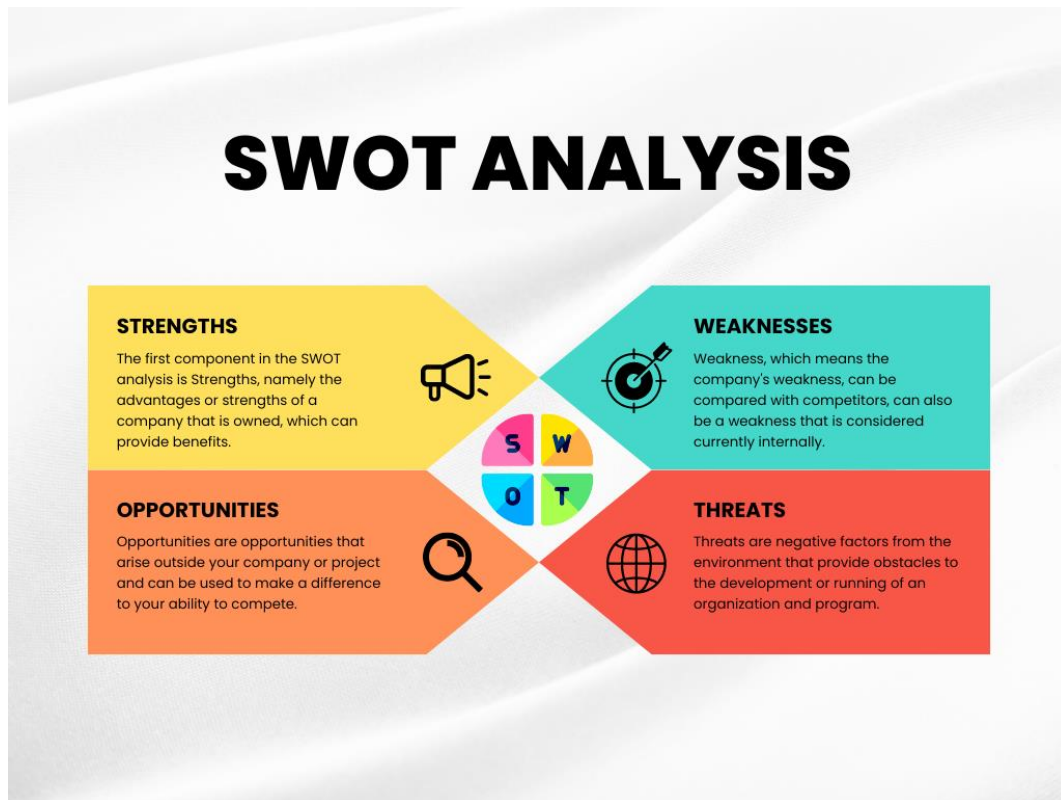 SWOT ANALYSIS
STRENGTHS
The first component in the SWOT
analysis is Strengths, namely the
advantages or strengths of a
company that is owned, which can
provide benefits.
WEAKNESSES
Weakness, which means the
company's weakness, can be
compared with competitors, can also
be a weakness that is considered
currently internally.
S W
O T
OPPORTUNITIES
Opportunities are opportunities that
arise outside your company or project
and can be used to make a difference
to your ability to compete.
THREATS
Threats are negative factors from the
environment that provide obstacles to
the development or running of an
organization and program.